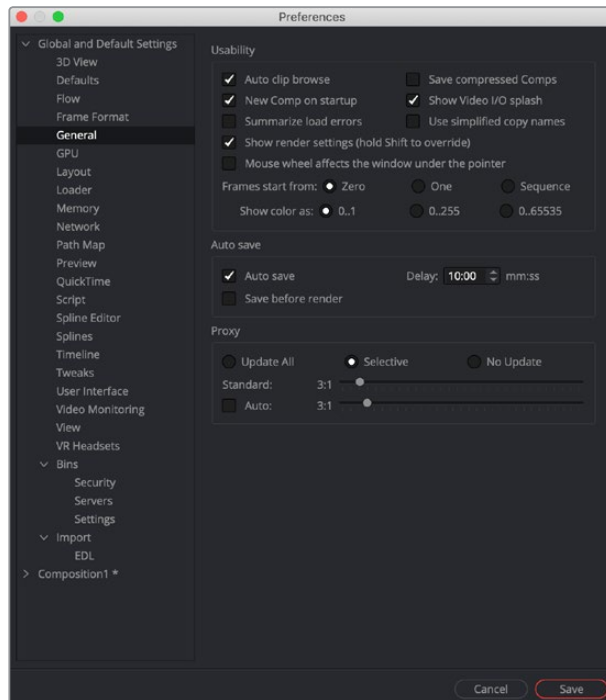 Preferences
Global and Default Settings
3D View
Defaults
Flow
Frame Format
General
GPU
Layout
Loader
Memory
Network
Path Map
Preview
QuickTime
Script
Spline Editor
Splines
Timeline
Tweaks
User Interface
Video Monitoring
View
VR Headsets
Bins
Security
Servers
Settings
Import
EDL
Composition1 *
Usability
Auto clip browse Save compressed Comps
New Comp on startup Show Video I/O splash
Summarize load errors Use simplified copy names
Show render settings (hold Shift to override)
Mouse wheel affects the window under the pointer
Frames start from: Zero One Sequence
Show color as: 0..1 0..255 0..65535
Auto save
Auto save Delay: 10:00 mm:ss
Save before render
Proxy
Update All Selective No Update
Standard: 3:1
Auto: 3:1
Cancel Save